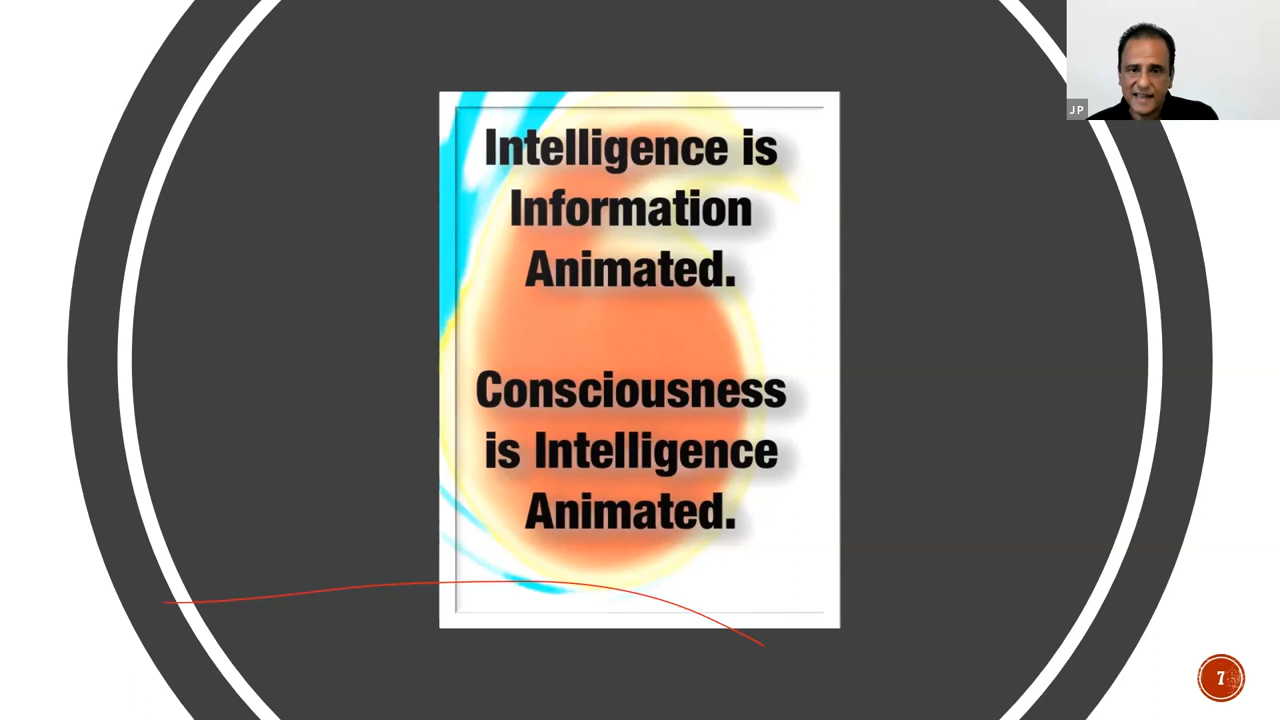 JP
Intelligence is
Information
Animated.
Consciousness
is Intelligence
Animated.
7